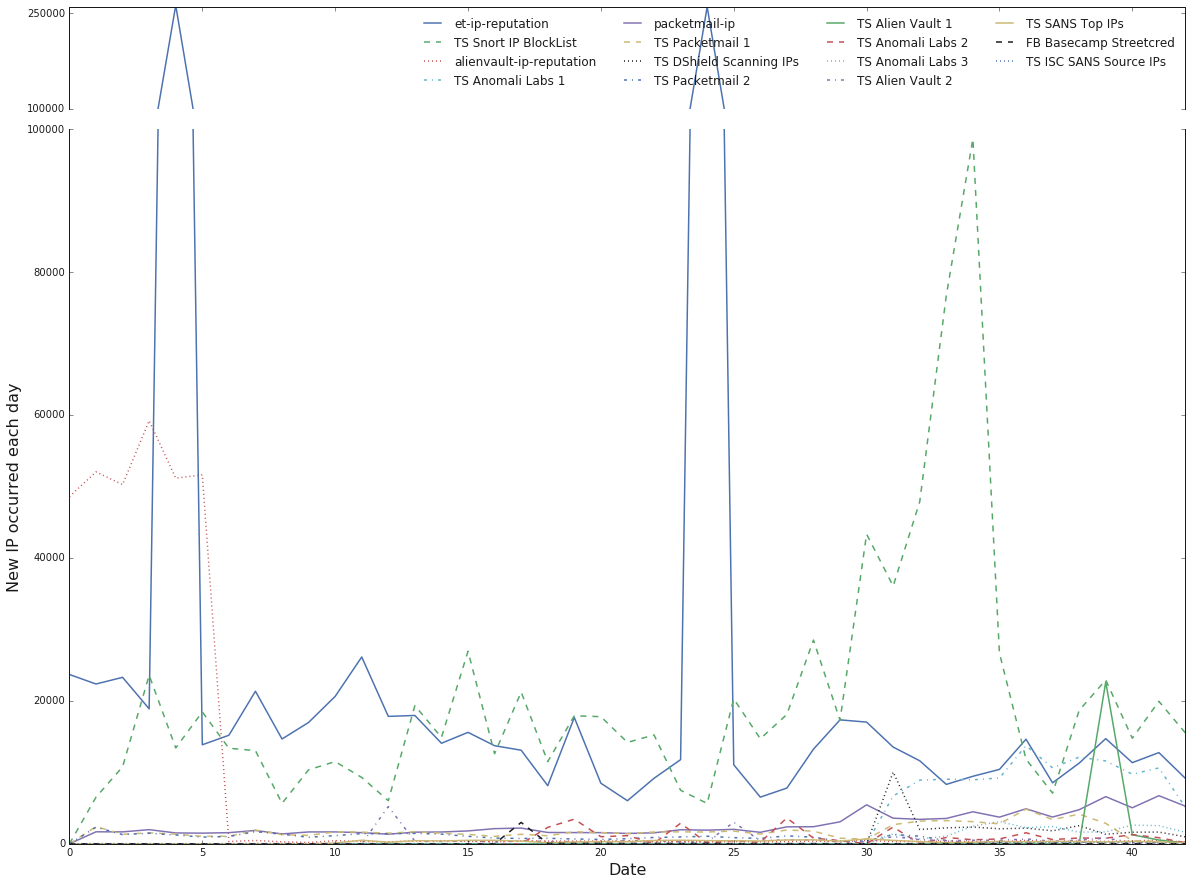 250000
100000
et-ip-reputation
TS Snort IP BlockList
alienvault-ip-reputation
TS Anomali Labs 1
packetmail-ip
TS Packetmail 1
TS DShield Scanning IPs
TS Packetmail 2
TS Alien Vault 1
TS Anomali Labs 2
TS Anomali Labs 3
TS Alien Vault 2
TS SANS Top IPs
FB Basecamp Streetcred
TS ISC SANS Source IPs
100000
80000
60000
40000
20000
0
New IP occurred each day
0 5 10 15 20 25 30 35 40
Date